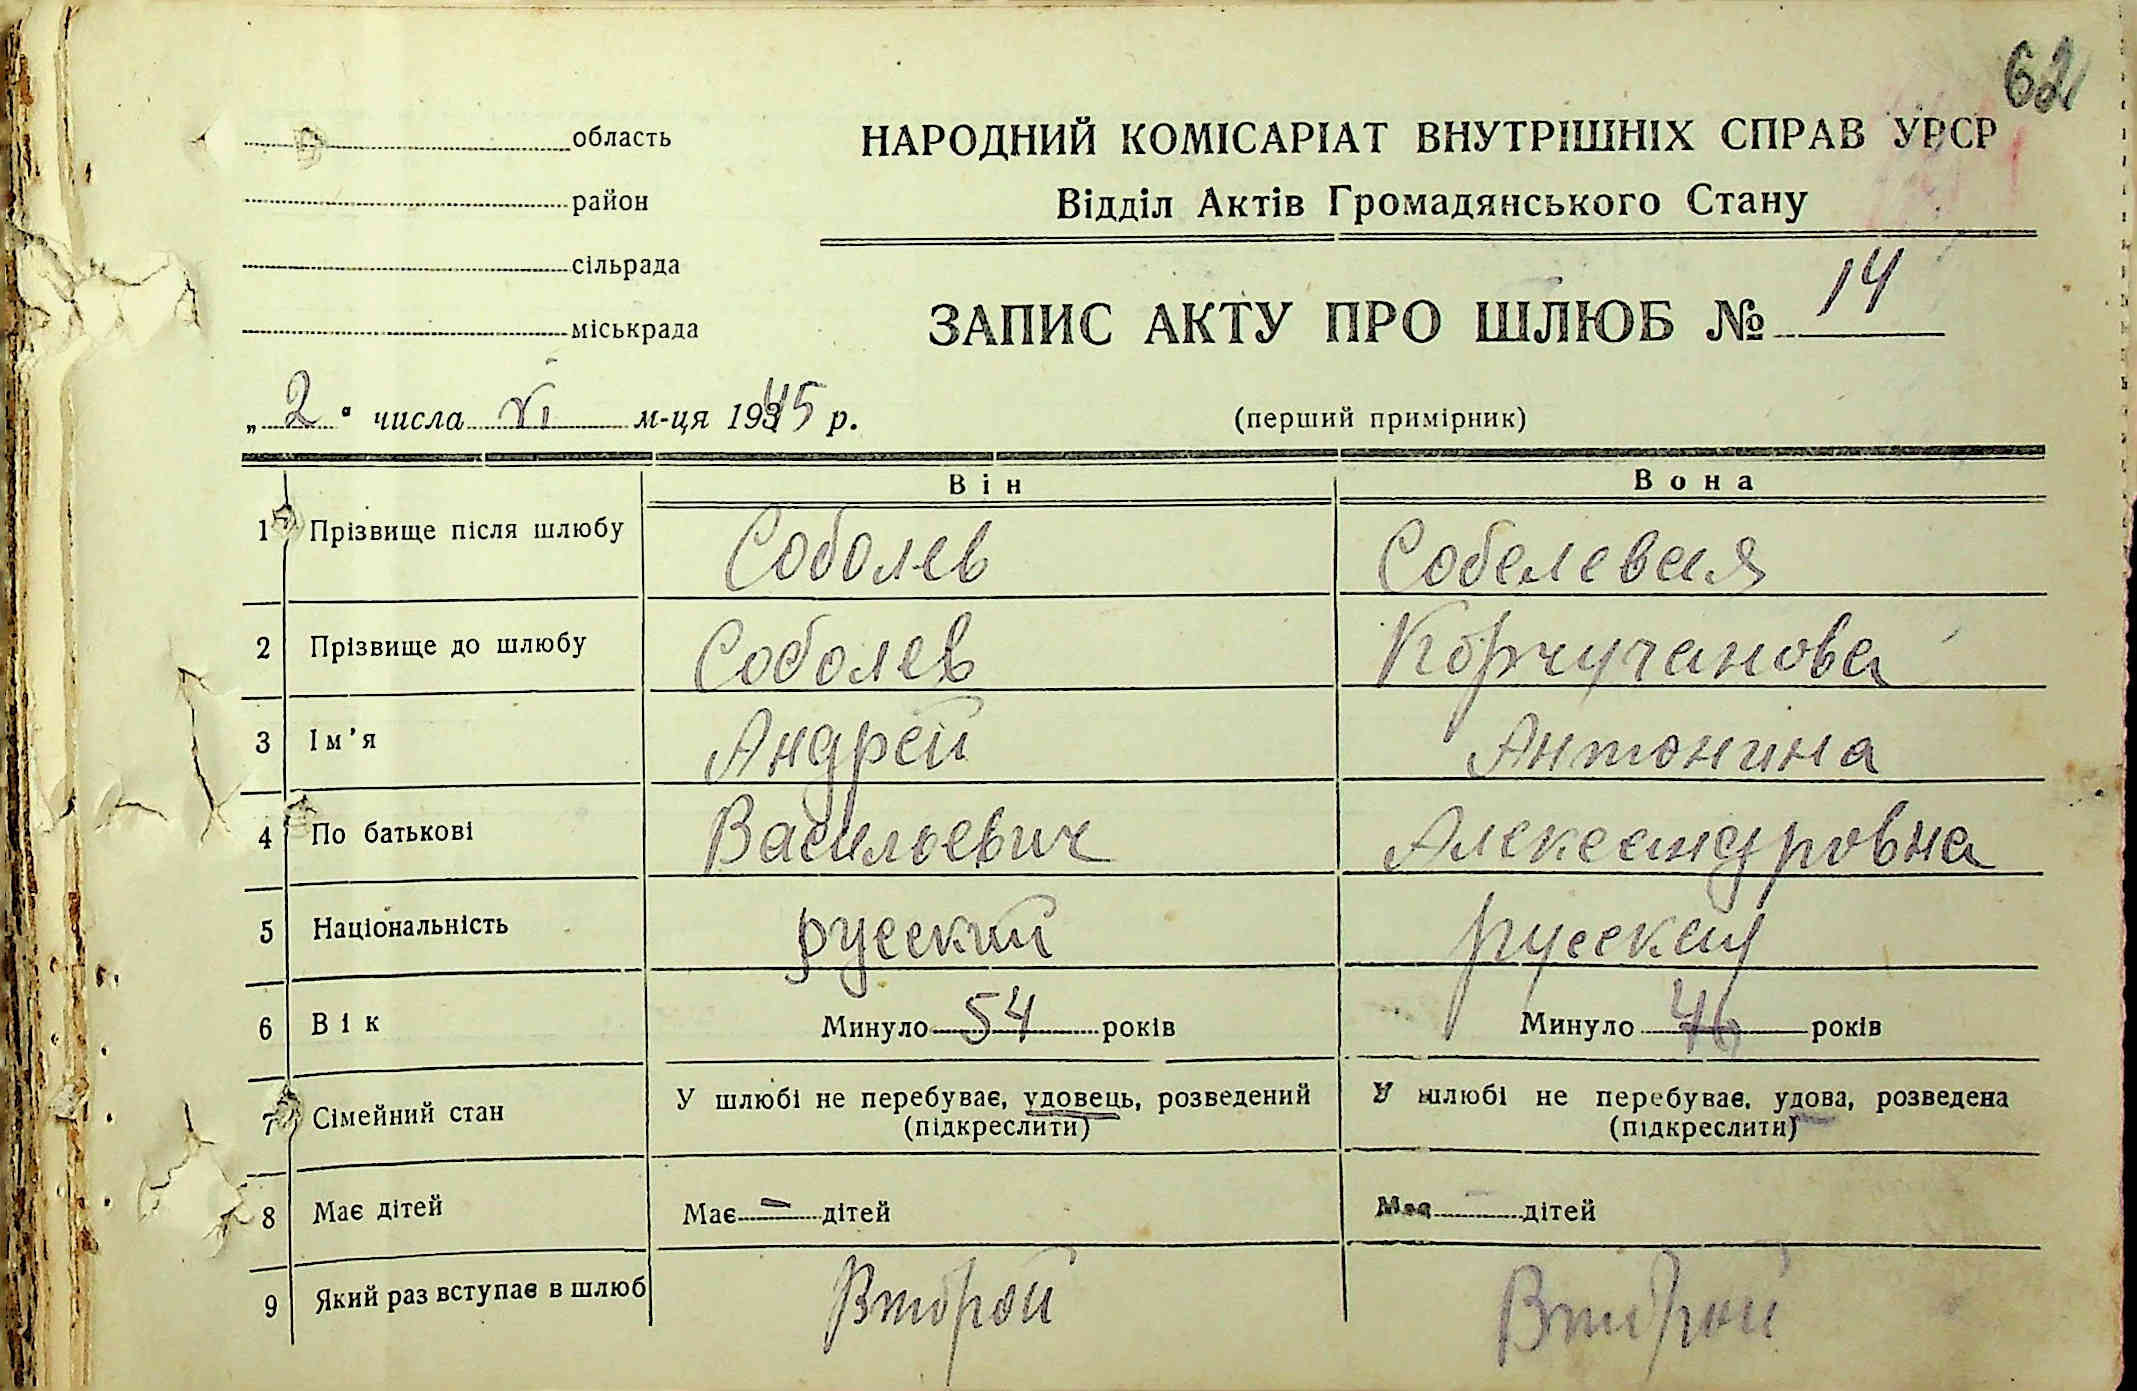 62
область
район
сільрада
міськрада
НАРОДНИЙ КОМІСАРІАТ ВНУТРІШНІХ СПРАВ УРСР
Відділ Актів Громадянського Стану
ЗАПИС АКТУ ПРО ШЛЮБ № 14
„ 2 " числа VI м-ця 1945 р.
(перший примірник)
Він Вона
1 Прізвище після шлюбу Соболев
2 Прізвище до шлюбу Соболев
3 Ім'я Андрей Антонина
4 По батькові Васильевич Александровна
5 Національність русский русская
6 Вік Минуло 54 років Минуло 46 років
7 Сімейний стан У шлюбі не перебуває, удовець, розведений У шлюбі не перебуває, удова, розведена
(підкреслити) (підкреслити)
8 Має дітей Має – дітей Має – дітей
9 Який раз вступає в шлюб Второй Второй